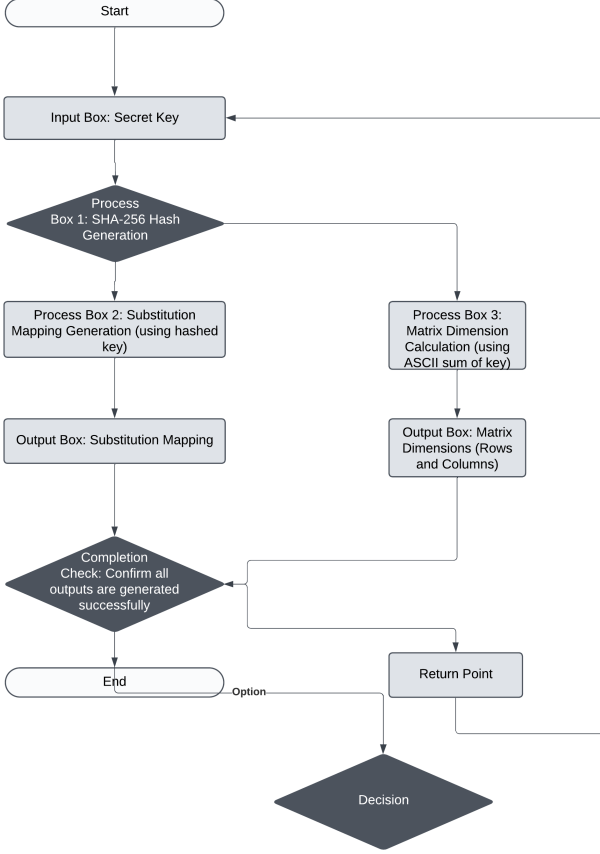 Start
Input Box: Secret Key
Process
Box 1: SHA-256 Hash
Generation
Process Box 2: Substitution
Mapping Generation (using hashed
key)
Process Box 3:
Matrix Dimension
Calculation (using
ASCII sum of key)
Output Box: Substitution Mapping
Output Box: Matrix
Dimensions (Rows
and Columns)
Completion
Check: Confirm all
outputs are generated
successfully
Return Point
End
Option
Decision